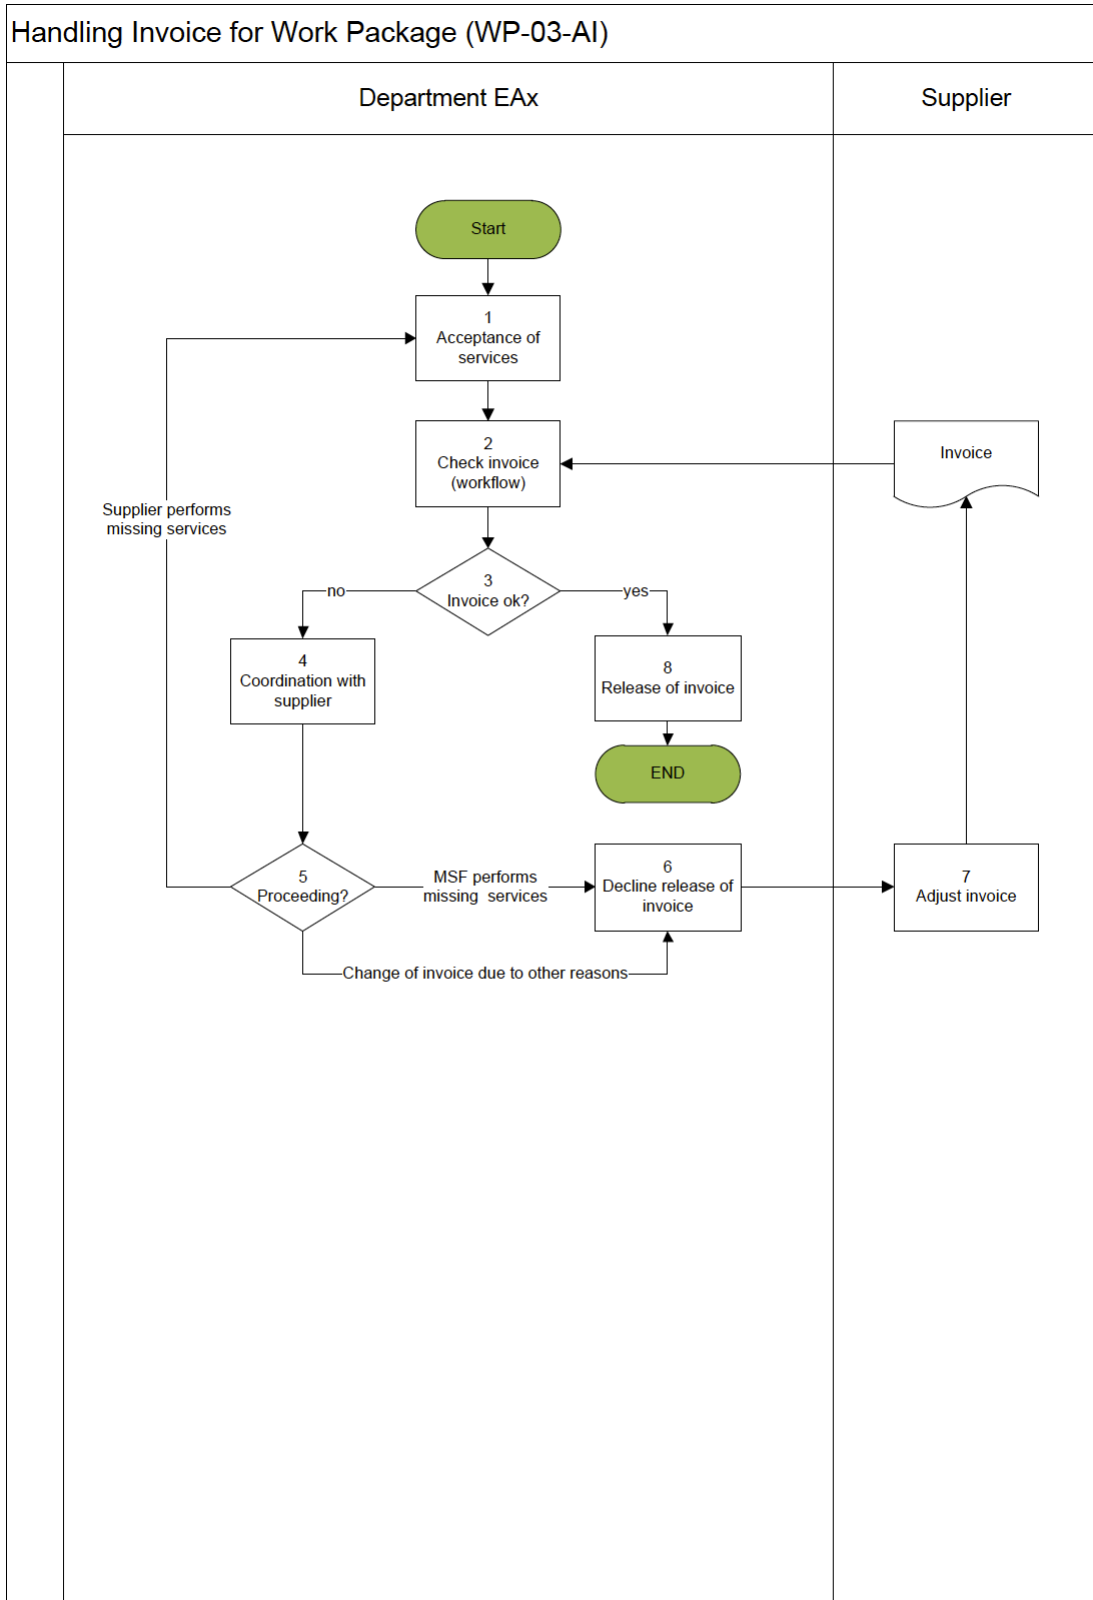 Handling Invoice for Work Package (WP-03-AI)
Department EAx
Supplier
Start
1
Acceptance of
services
2
Check invoice
(workflow)
Invoice
Supplier performs
missing services
3
Invoice ok?
no
yes
4
Coordination with
supplier
8
Release of invoice
END
5
Proceeding?
MSF performs
missing services
6
Decline release of
invoice
7
Adjust invoice
Change of invoice due to other reasons